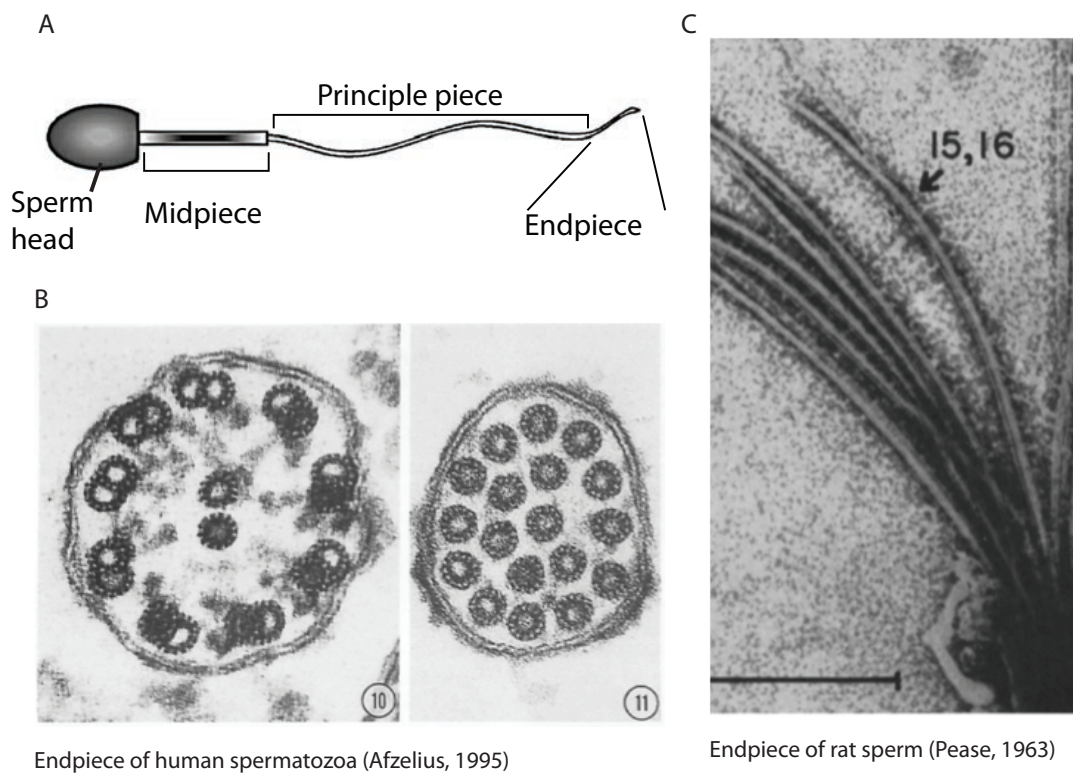 A
Principle piece
Sperm
head
Midpiece
Endpiece
B
10
11
Endpiece of human spermatozoa (Afzelius, 1995)
C
15,16
Endpiece of rat sperm (Pease, 1963)